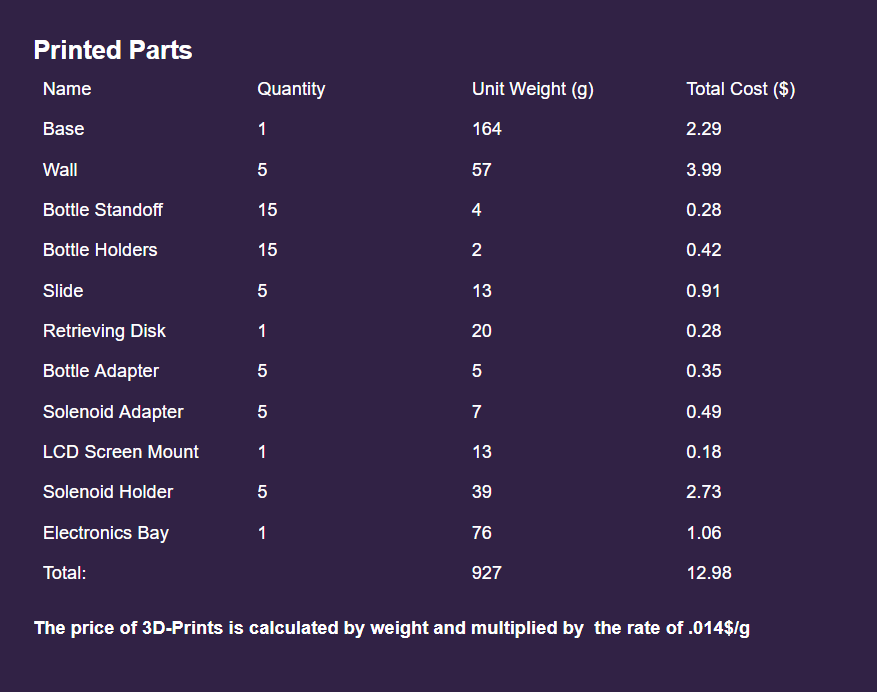 Printed Parts
Name Quantity Unit Weight (g) Total Cost ($)
Base 1 164 2.29
Wall 5 57 3.99
Bottle Standoff 15 4 0.28
Bottle Holders 15 2 0.42
Slide 5 13 0.91
Retrieving Disk 1 20 0.28
Bottle Adapter 5 5 0.35
Solenoid Adapter 5 7 0.49
LCD Screen Mount 1 13 0.18
Solenoid Holder 5 39 2.73
Electronics Bay 1 76 1.06
Total: 927 12.98
The price of 3D-Prints is calculated by weight and multiplied by  the rate of .014$/g